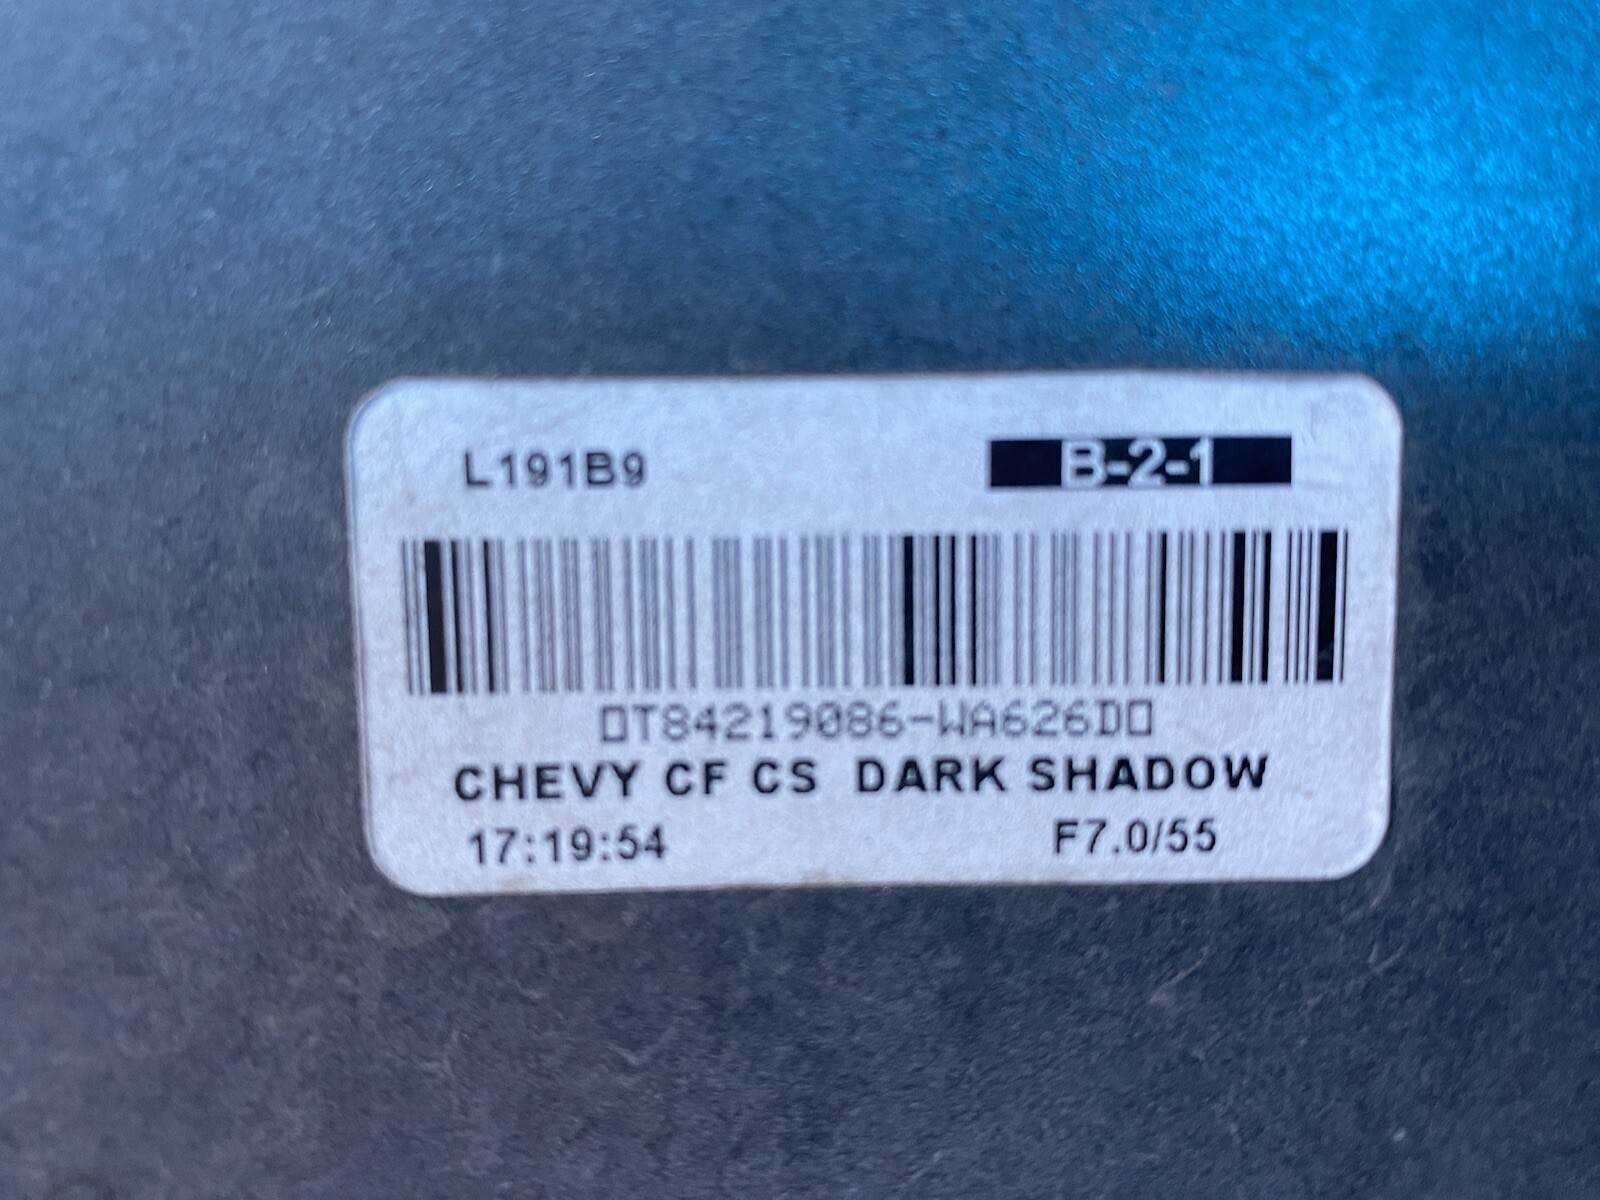 L191B9 B-2-1
▯T84219086-WA626D▯
CHEVY CF CS DARK SHADOW
17:19:54 F7.0/55